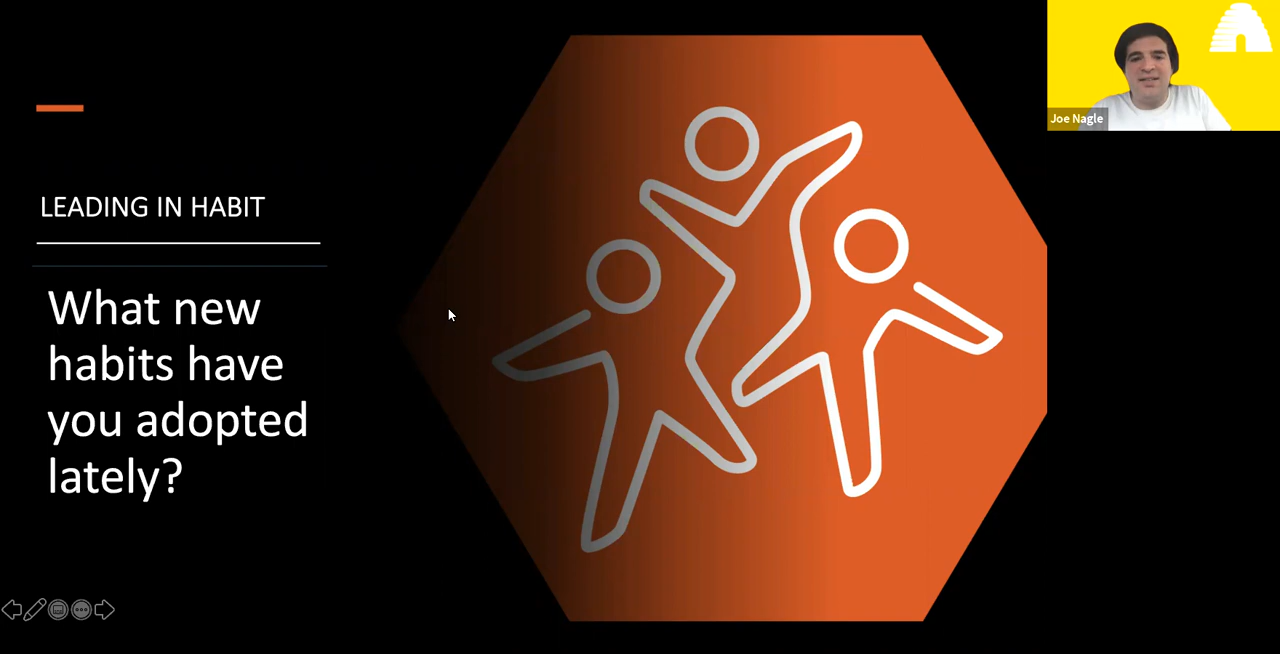 LEADING IN HABIT
What new
habits have
you adopted
lately?
Joe Nagle